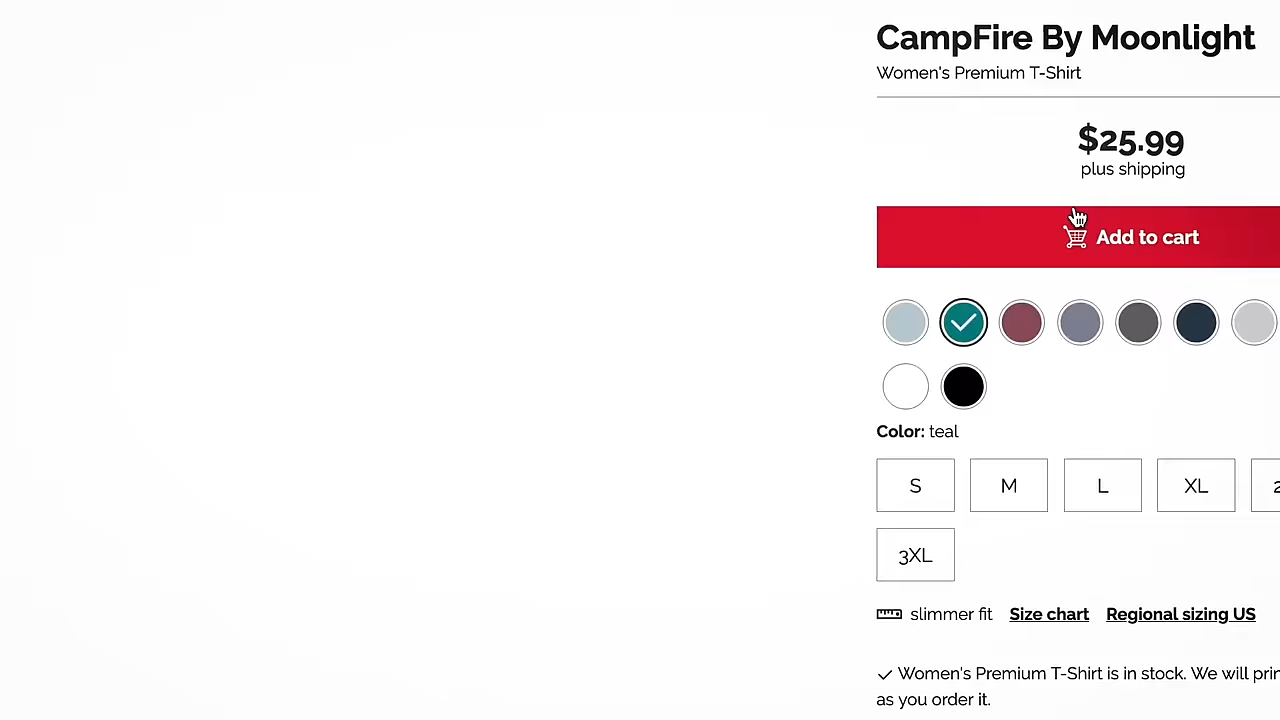 CampFire By Moonlight
Women's Premium T-Shirt
$25.99
plus shipping
Add to cart
Color: teal
S M L XL
3XL
slimmer fit Size chart Regional sizing US
Women's Premium T-Shirt is in stock. We will
as you order it.